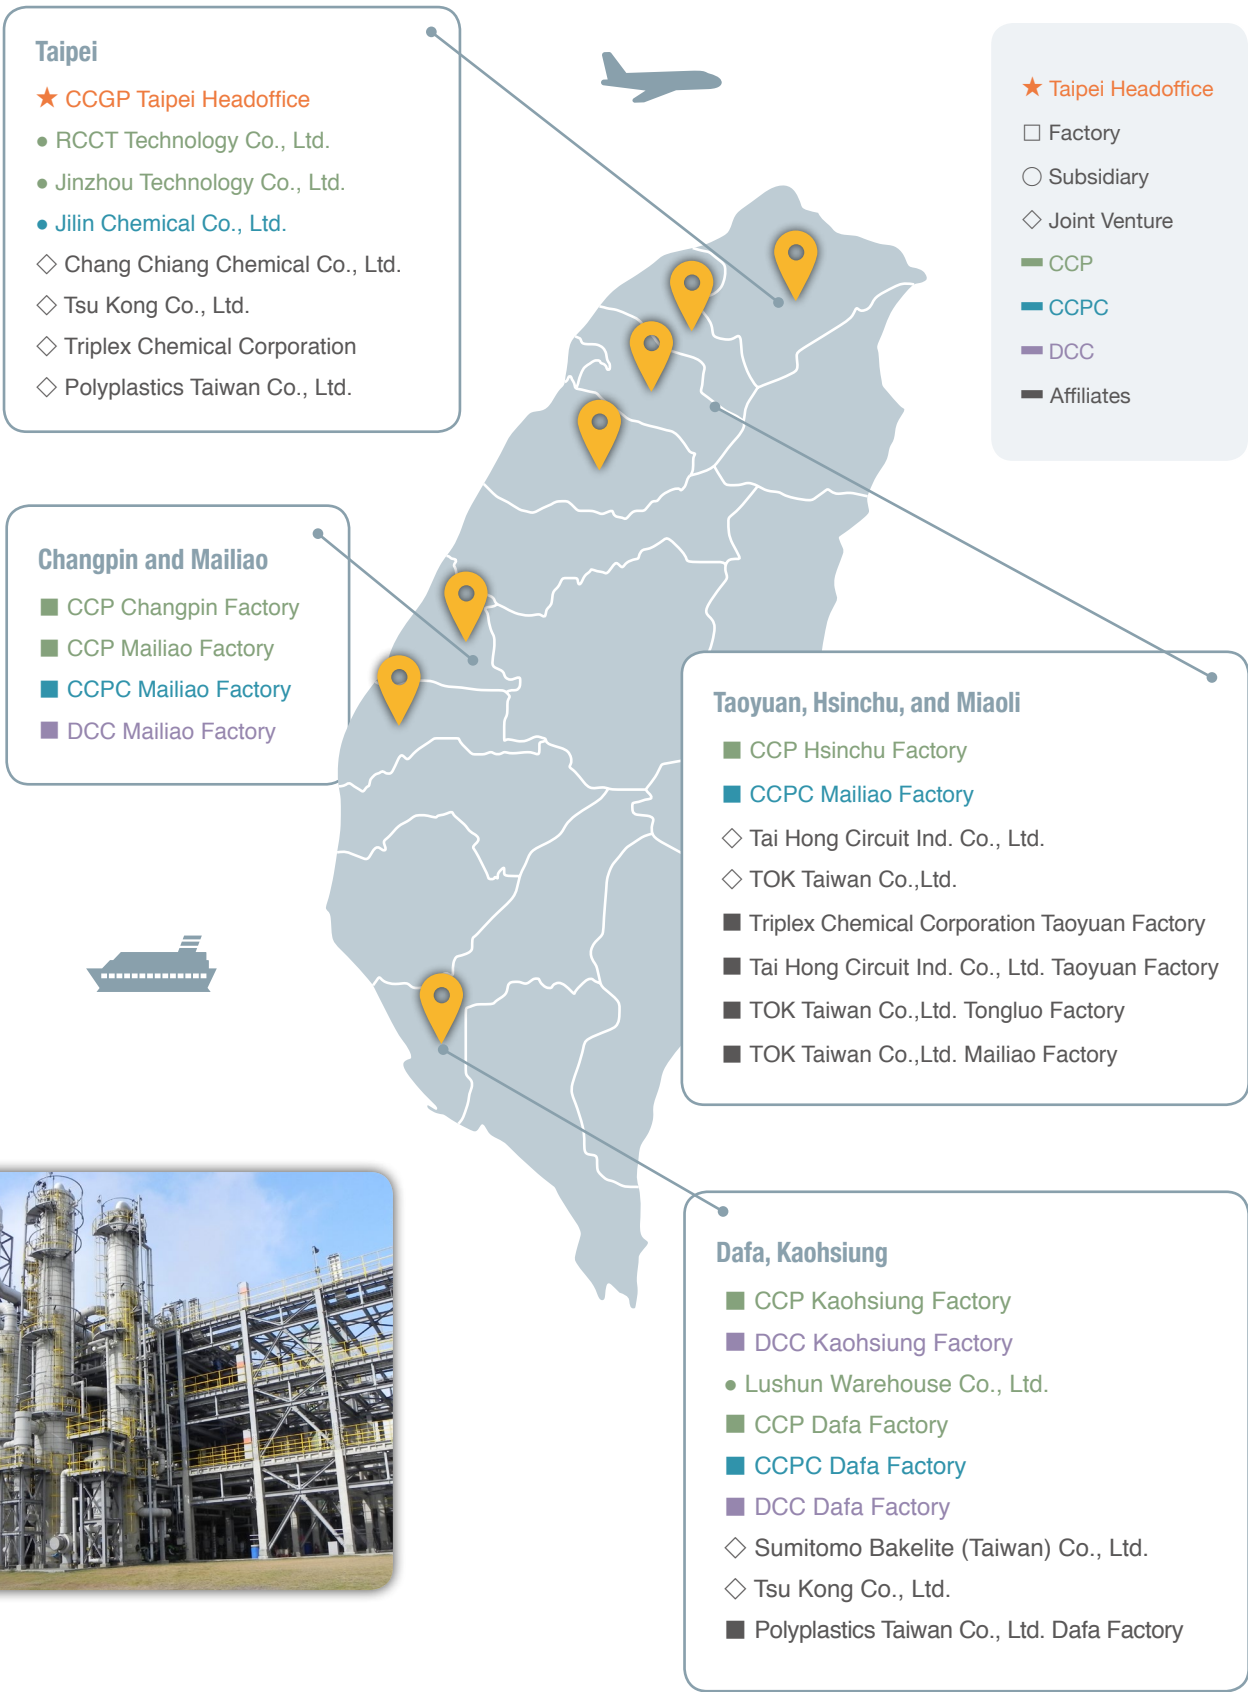 Taipei
★ CCGP Taipei Headoffice
● RCCT Technology Co., Ltd.
● Jinzhou Technology Co., Ltd.
● Jilin Chemical Co., Ltd.
◇ Chang Chiang Chemical Co., Ltd.
◇ Tsu Kong Co., Ltd.
◇ Triplex Chemical Corporation
◇ Polyplastics Taiwan Co., Ltd.
★ Taipei Headoffice
□ Factory
○ Subsidiary
◇ Joint Venture
CCP
CCPC
DCC
Affiliates
Changpin and Mailiao
■ CCP Changpin Factory
■ CCP Mailiao Factory
■ CCPC Mailiao Factory
■ DCC Mailiao Factory
Taoyuan, Hsinchu, and Miaoli
■ CCP Hsinchu Factory
■ CCPC Mailiao Factory
◇ Tai Hong Circuit Ind. Co., Ltd.
◇ TOK Taiwan Co.,Ltd.
■ Triplex Chemical Corporation Taoyuan Factory
■ Tai Hong Circuit Ind. Co., Ltd. Taoyuan Factory
■ TOK Taiwan Co.,Ltd. Tongluo Factory
■ TOK Taiwan Co.,Ltd. Mailiao Factory
Dafa, Kaohsiung
■ CCP Kaohsiung Factory
■ DCC Kaohsiung Factory
● Lushun Warehouse Co., Ltd.
■ CCP Dafa Factory
■ CCPC Dafa Factory
■ DCC Dafa Factory
◇ Sumitomo Bakelite (Taiwan) Co., Ltd.
◇ Tsu Kong Co., Ltd.
■ Polyplastics Taiwan Co., Ltd. Dafa Factory